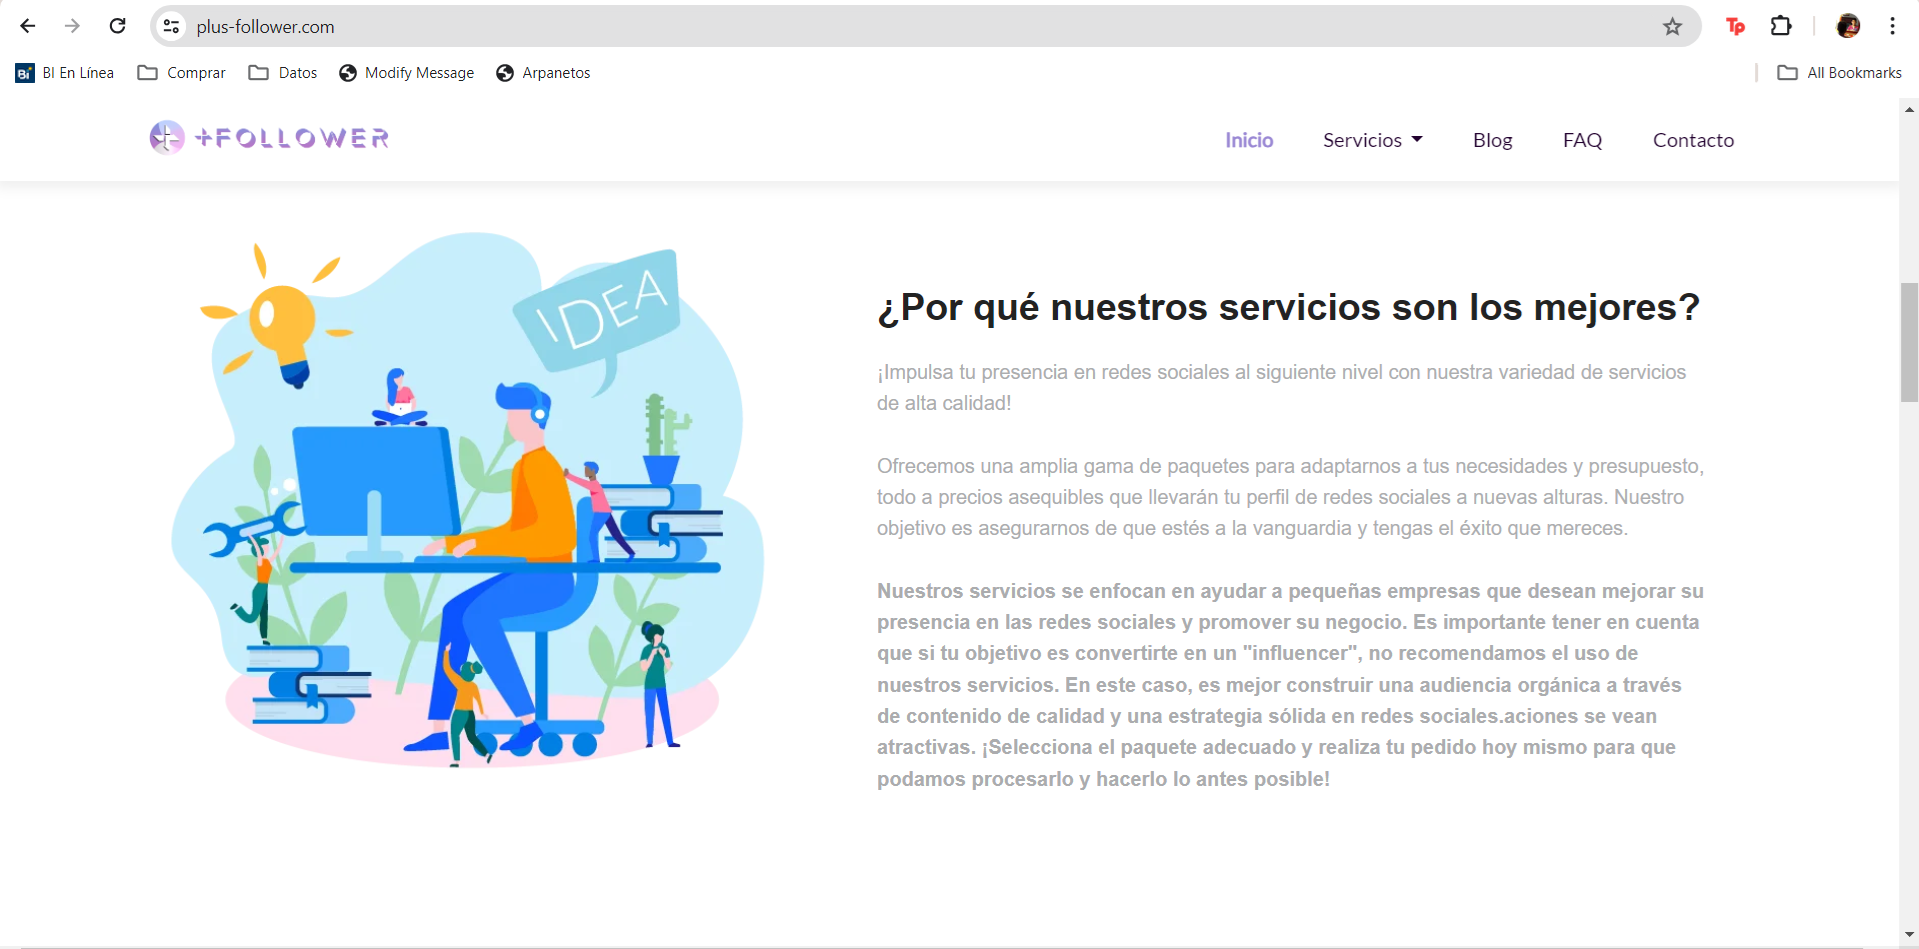 plus-follower.com
Tp
Bi BI En Línea Comprar Datos Modify Message Arpanetos All Bookmarks
+FOLLOWER Inicio Servicios Blog FAQ Contacto
IDEA
¿Por qué nuestros servicios son los mejores?
¡Impulsa tu presencia en redes sociales al siguiente nivel con nuestra variedad de servicios
de alta calidad!
Ofrecemos una amplia gama de paquetes para adaptarnos a tus necesidades y presupuesto,
todo a precios asequibles que llevarán tu perfil de redes sociales a nuevas alturas. Nuestro
objetivo es asegurarnos de que estés a la vanguardia y tengas el éxito que mereces.
Nuestros servicios se enfocan en ayudar a pequeñas empresas que desean mejorar su
presencia en las redes sociales y promover su negocio. Es importante tener en cuenta
que si tu objetivo es convertirte en un "influencer", no recomendamos el uso de
nuestros servicios. En este caso, es mejor construir una audiencia orgánica a través
de contenido de calidad y una estrategia sólida en redes sociales.aciones se vean
atractivas. ¡Selecciona el paquete adecuado y realiza tu pedido hoy mismo para que
podamos procesarlo y hacerlo lo antes posible!